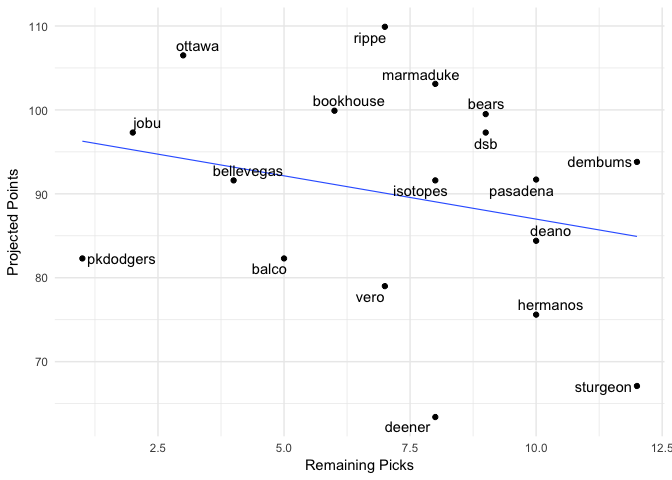 110
rippe
ottawa
marmaduke
bookhouse
bears
100
jobu
dsb
dembums
bellevegas
isotopes
pasadena
90
deano
pkdodgers
balco
80
vero
hermanos
70
sturgeon
deener
Projected Points
2.5 5.0 7.5 10.0 12.5
Remaining Picks